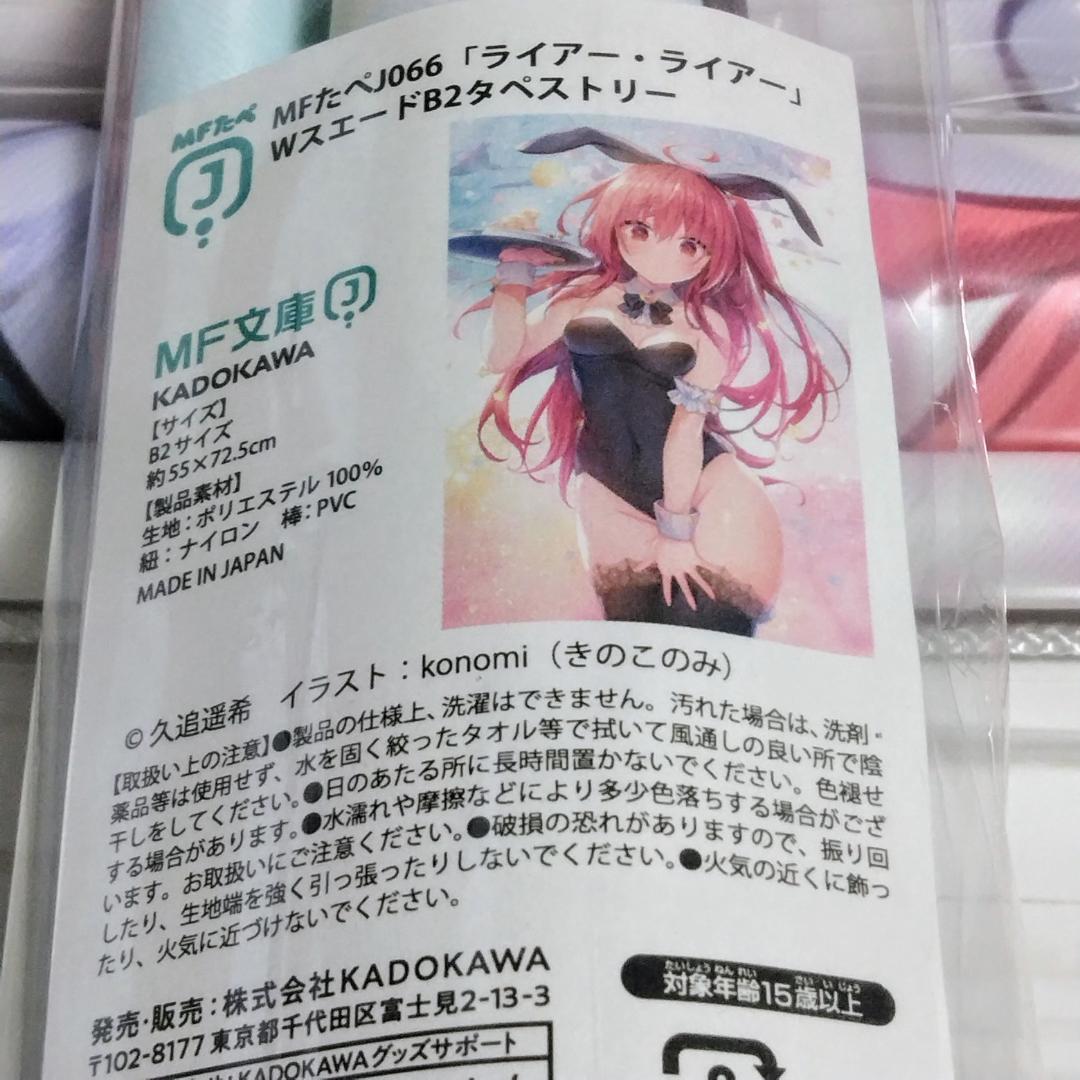 MFたペJ066「ライアー・ライアー」
WスエードB2タペストリー
MFたペ
J
MF文庫J
KADOKAWA
【サイズ】
B2サイズ
約55×72.5cm
【製品素材】
生地：ポリエステル 100%
紐：ナイロン　棒：PVC
MADE IN JAPAN
© 久追遥希　イラスト：konomi（きのこのみ）
【取扱い上の注意】●製品の仕様上、洗濯はできません。汚れた場合は、洗剤・
薬品等は使用せず、水を固く絞ったタオル等で拭いて風通しの良い所で陰
干しをしてください。●日のあたる所に長時間置かないでください。色褪せ
する場合があります。●水濡れや摩擦などにより多少色落ちする場合がござ
います。お取扱いにご注意ください。●破損の恐れがありますので、振り回
したり、生地端を強く引っ張ったりしないでください。●火気の近くに飾っ
たり、火気に近づけないでください。
発売・販売：株式会社KADOKAWA
〒102-8177 東京都千代田区富士見2-13-3
KADOKAWAグッズサポート
たいしょうねんれい さいいじょう
対象年齢15歳以上